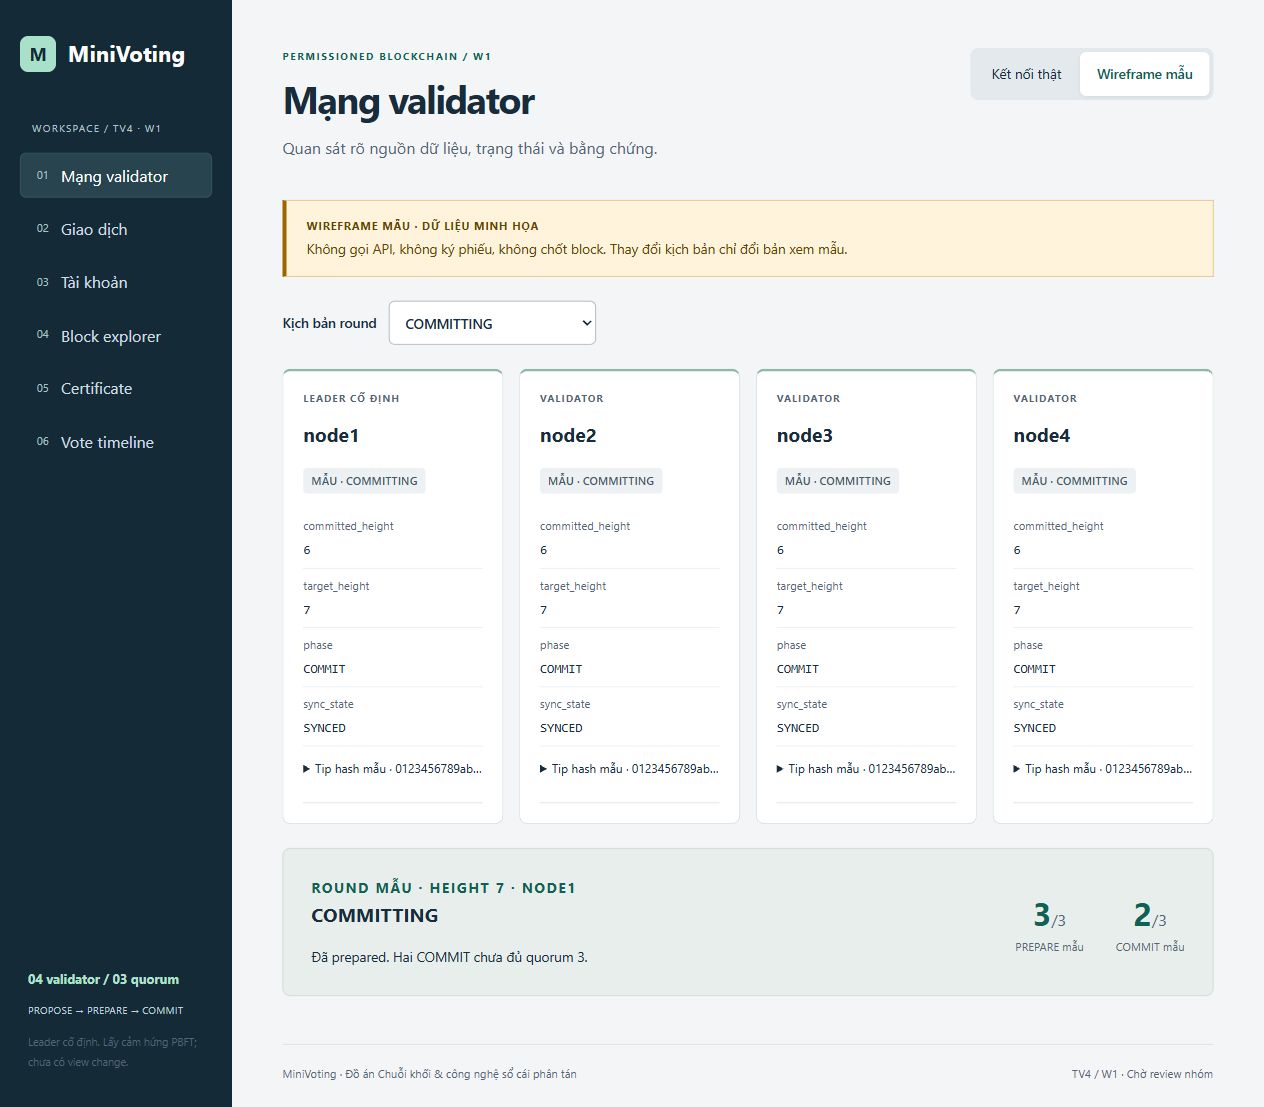 M MiniVoting
WORKSPACE / TV4 · W1
01 Mạng validator
02 Giao dịch
03 Tài khoản
04 Block explorer
05 Certificate
06 Vote timeline
04 validator / 03 quorum
PROPOSE → PREPARE → COMMIT
Leader cố định. Lấy cảm hứng PBFT;
chưa có view change.
PERMISSIONED BLOCKCHAIN / W1
Mạng validator
Quan sát rõ nguồn dữ liệu, trạng thái và bằng chứng.
Kết nối thật
Wireframe mẫu
WIREFRAME MẪU · DỮ LIỆU MINH HỌA
Không gọi API, không ký phiếu, không chốt block. Thay đổi kịch bản chỉ đổi bản xem mẫu.
Kịch bản round COMMITTING
LEADER CỐ ĐỊNH
node1
MẪU · COMMITTING
committed_height
6
target_height
7
phase
COMMIT
sync_state
SYNCED
▶ Tip hash mẫu · 0123456789ab…
VALIDATOR
node2
MẪU · COMMITTING
committed_height
6
target_height
7
phase
COMMIT
sync_state
SYNCED
▶ Tip hash mẫu · 0123456789ab…
VALIDATOR
node3
MẪU · COMMITTING
committed_height
6
target_height
7
phase
COMMIT
sync_state
SYNCED
▶ Tip hash mẫu · 0123456789ab…
VALIDATOR
node4
MẪU · COMMITTING
committed_height
6
target_height
7
phase
COMMIT
sync_state
SYNCED
▶ Tip hash mẫu · 0123456789ab…
ROUND MẪU · HEIGHT 7 · NODE1
COMMITTING
Đã prepared. Hai COMMIT chưa đủ quorum 3.
3/3
PREPARE mẫu
2/3
COMMIT mẫu
MiniVoting · Đồ án Chuỗi khối & công nghệ sổ cái phân tán
TV4 / W1 · Chờ review nhóm